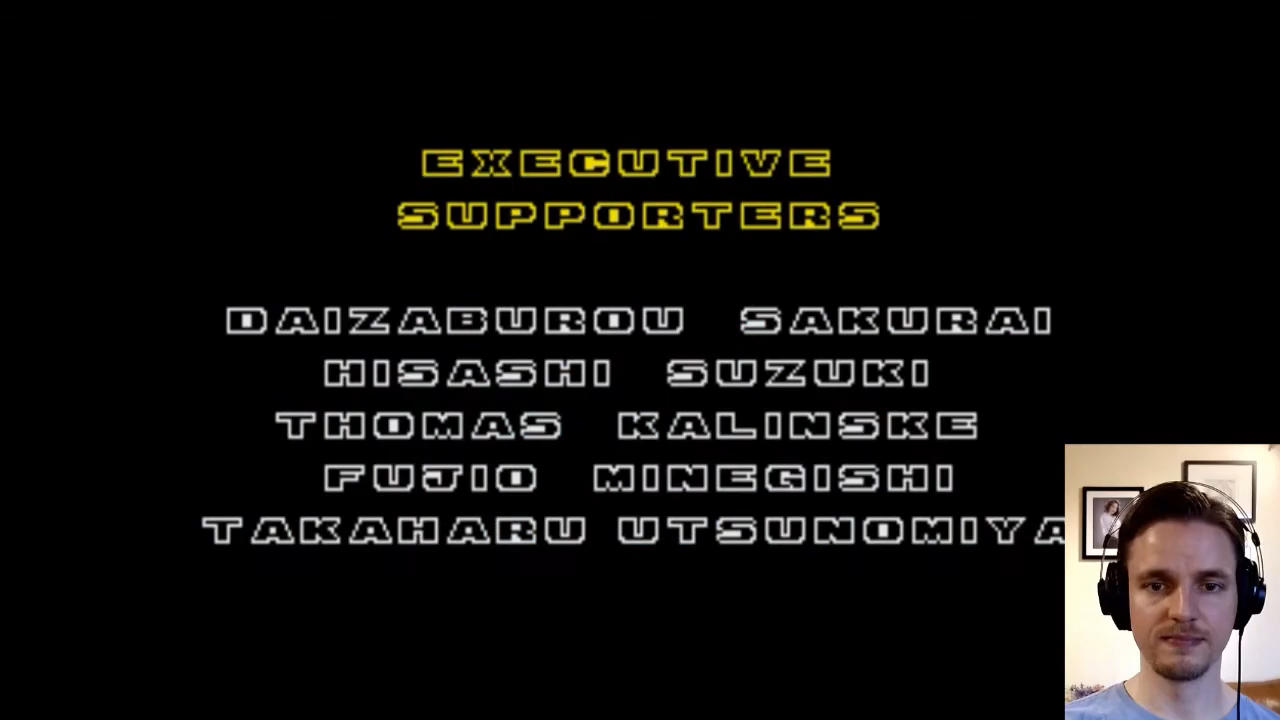 EXECUTIVE
SUPPORTERS
DAIZABUROU SAKURAI
HISASHI SUZUKI
THOMAS KALINSKE
FUJIO MINEGISHI
TAKAHARU UTSUNOMIYA